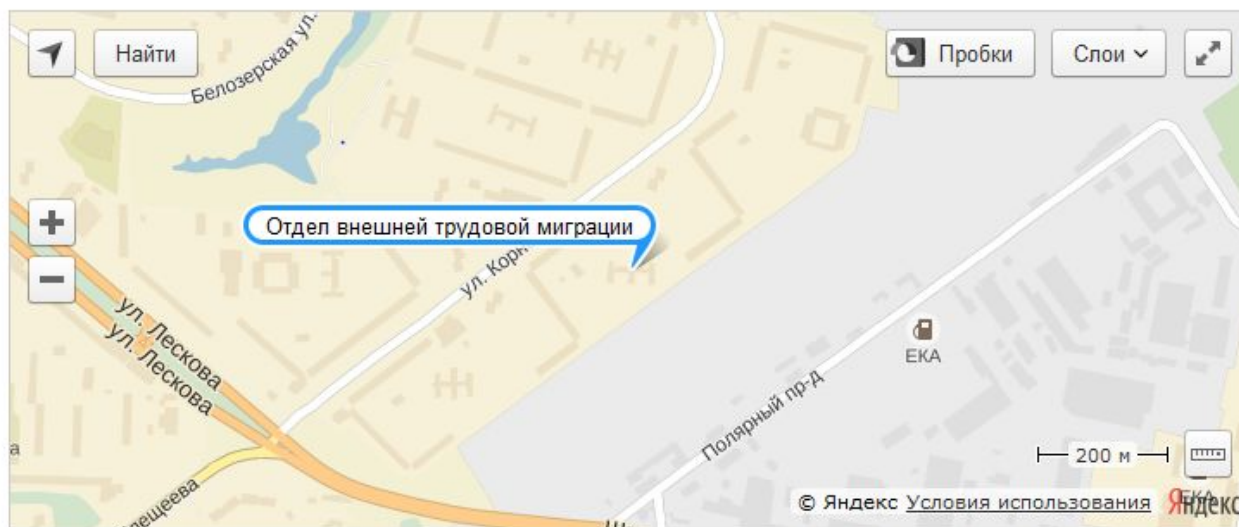 Белозерская ул.
Найти
Пробки
Слои
Отдел внешней трудовой миграции
ул. Лескова
ул. Лескова
ЕКА
Полярный пр-д
200 м
© Яндекс Условия использования
Яндекс